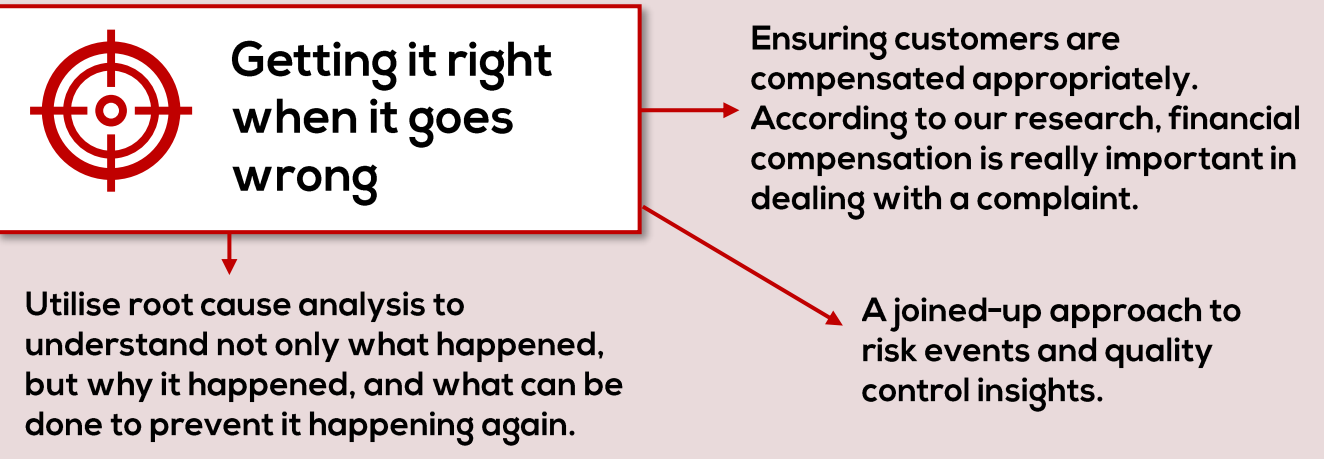 Getting it right
when it goes
wrong
Ensuring customers are
compensated appropriately.
According to our research, financial
compensation is really important in
dealing with a complaint.
Utilise root cause analysis to
understand not only what happened,
but why it happened, and what can be
done to prevent it happening again.
A joined-up approach to
risk events and quality
control insights.